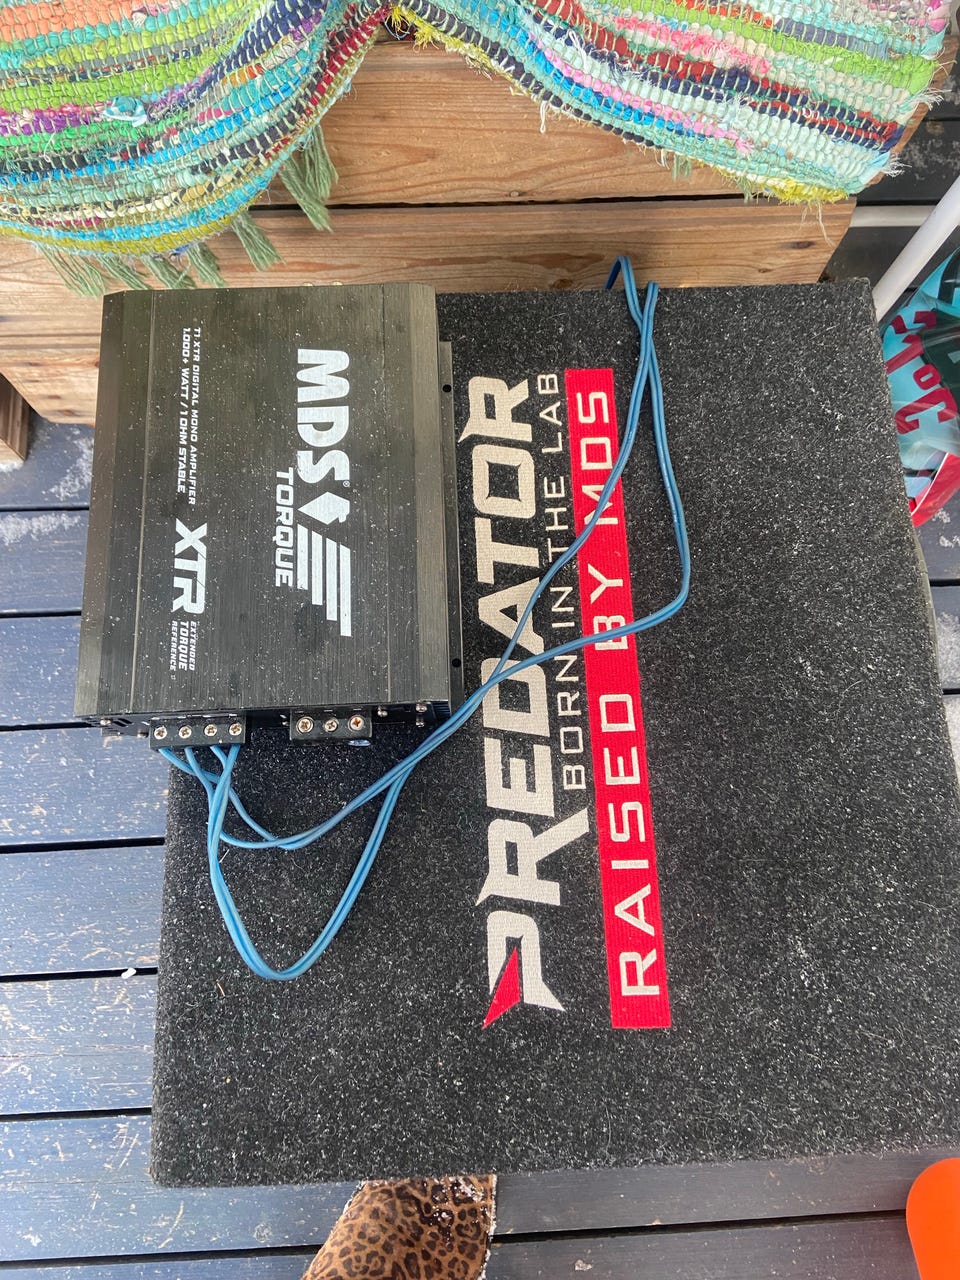 MDS®
TORQUE
T1 XTR DIGITAL MONO AMPLIFIER
1.000+ WATT / 1 OHM STABLE
XTR
EXTENDED
TORQUE
REFERENCE
PREDATOR
BORN IN THE LAB
RAISED BY MDS